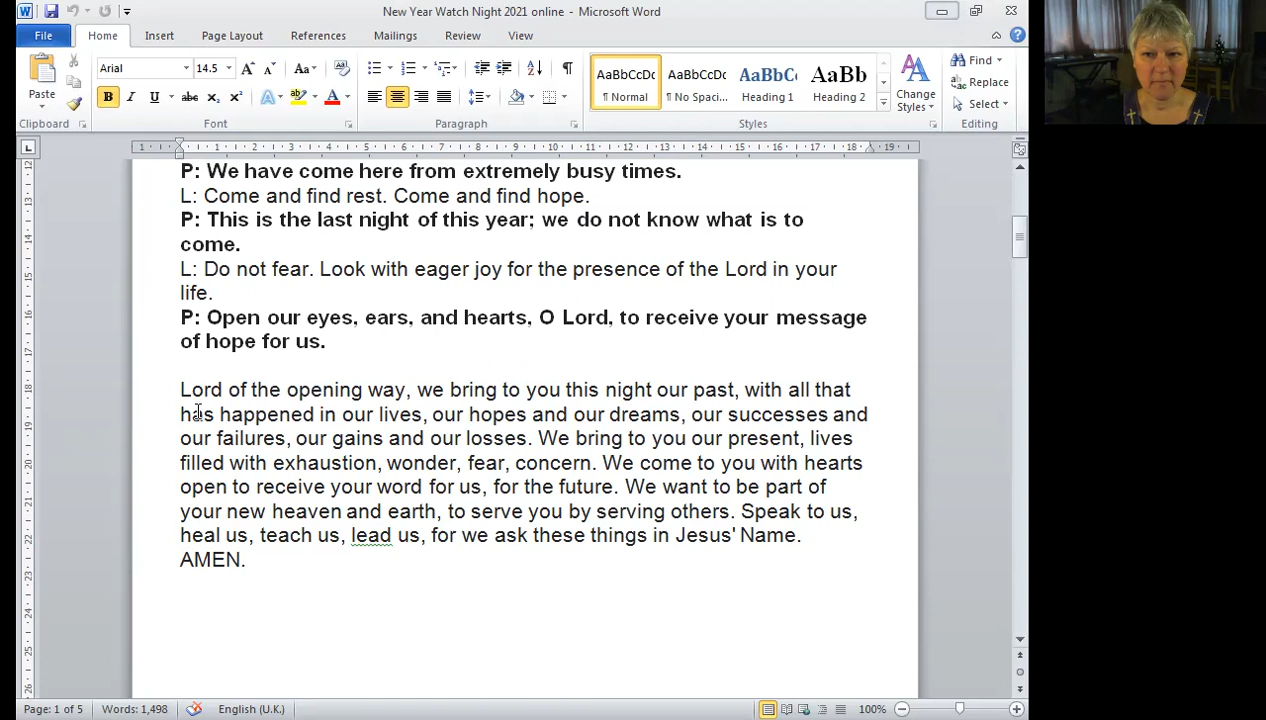 New Year Watch Night 2021 online - Microsoft Word
File Home Insert Page Layout References Mailings Review View
Paste
Arial 14.5
B I U abc x₂ x²
AaBbCcDc AaBbCcDc AaBbC AaBb
¶ Normal ¶ No Spaci... Heading 1 Heading 2
Change Styles
Find
Replace
Select
Clipboard Font Paragraph Styles Editing
P: We have come here from extremely busy times.
L: Come and find rest. Come and find hope.
P: This is the last night of this year; we do not know what is to
come.
L: Do not fear. Look with eager joy for the presence of the Lord in your
life.
P: Open our eyes, ears, and hearts, O Lord, to receive your message
of hope for us.
Lord of the opening way, we bring to you this night our past, with all that
has happened in our lives, our hopes and our dreams, our successes and
our failures, our gains and our losses. We bring to you our present, lives
filled with exhaustion, wonder, fear, concern. We come to you with hearts
open to receive your word for us, for the future. We want to be part of
your new heaven and earth, to serve you by serving others. Speak to us,
heal us, teach us, lead us, for we ask these things in Jesus' Name.
AMEN.
Page: 1 of 5 Words: 1,498 English (U.K.) 100%